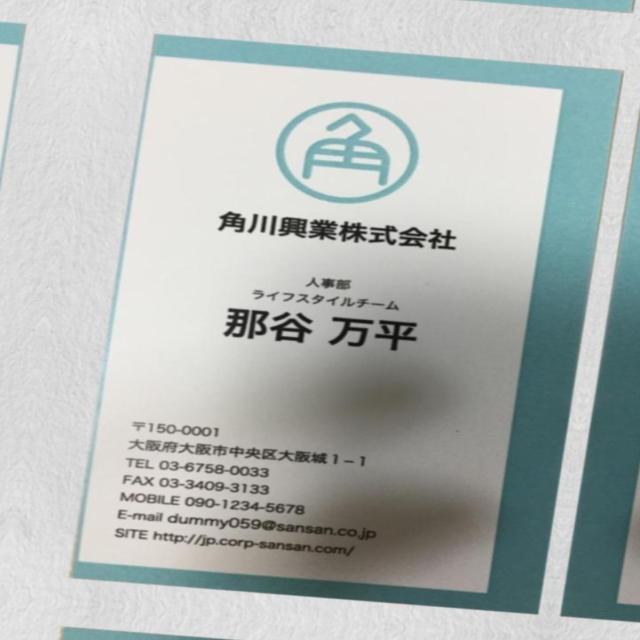 角
角川興業株式会社
人事部
ライフスタイルチーム
那谷 万平
〒150-0001
大阪府大阪市中央区大阪城1-1
TEL 03-6758-0033
FAX 03-3409-3133
MOBILE 090-1234-5678
E-mail dummy059@sansan.co.jp
SITE http://jp.corp-sansan.com/